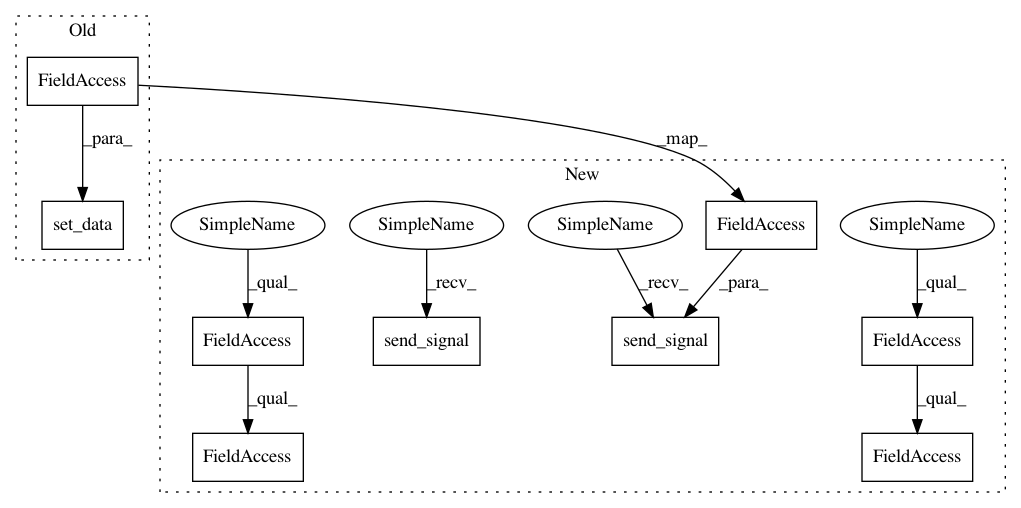 Old
FieldAccess
_para_
_map_
set_data
New
SimpleName
SimpleName
SimpleName
FieldAccess
SimpleName
_qual_
_recv_
_recv_
_para_
_qual_
FieldAccess
send_signal
send_signal
FieldAccess
_qual_
_qual_
FieldAccess
FieldAccess